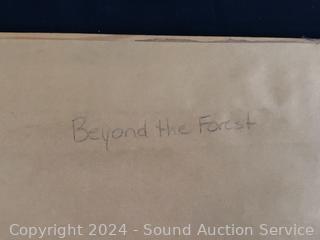 Beyond the Forest
Copyright 2024 - Sound Auction Service